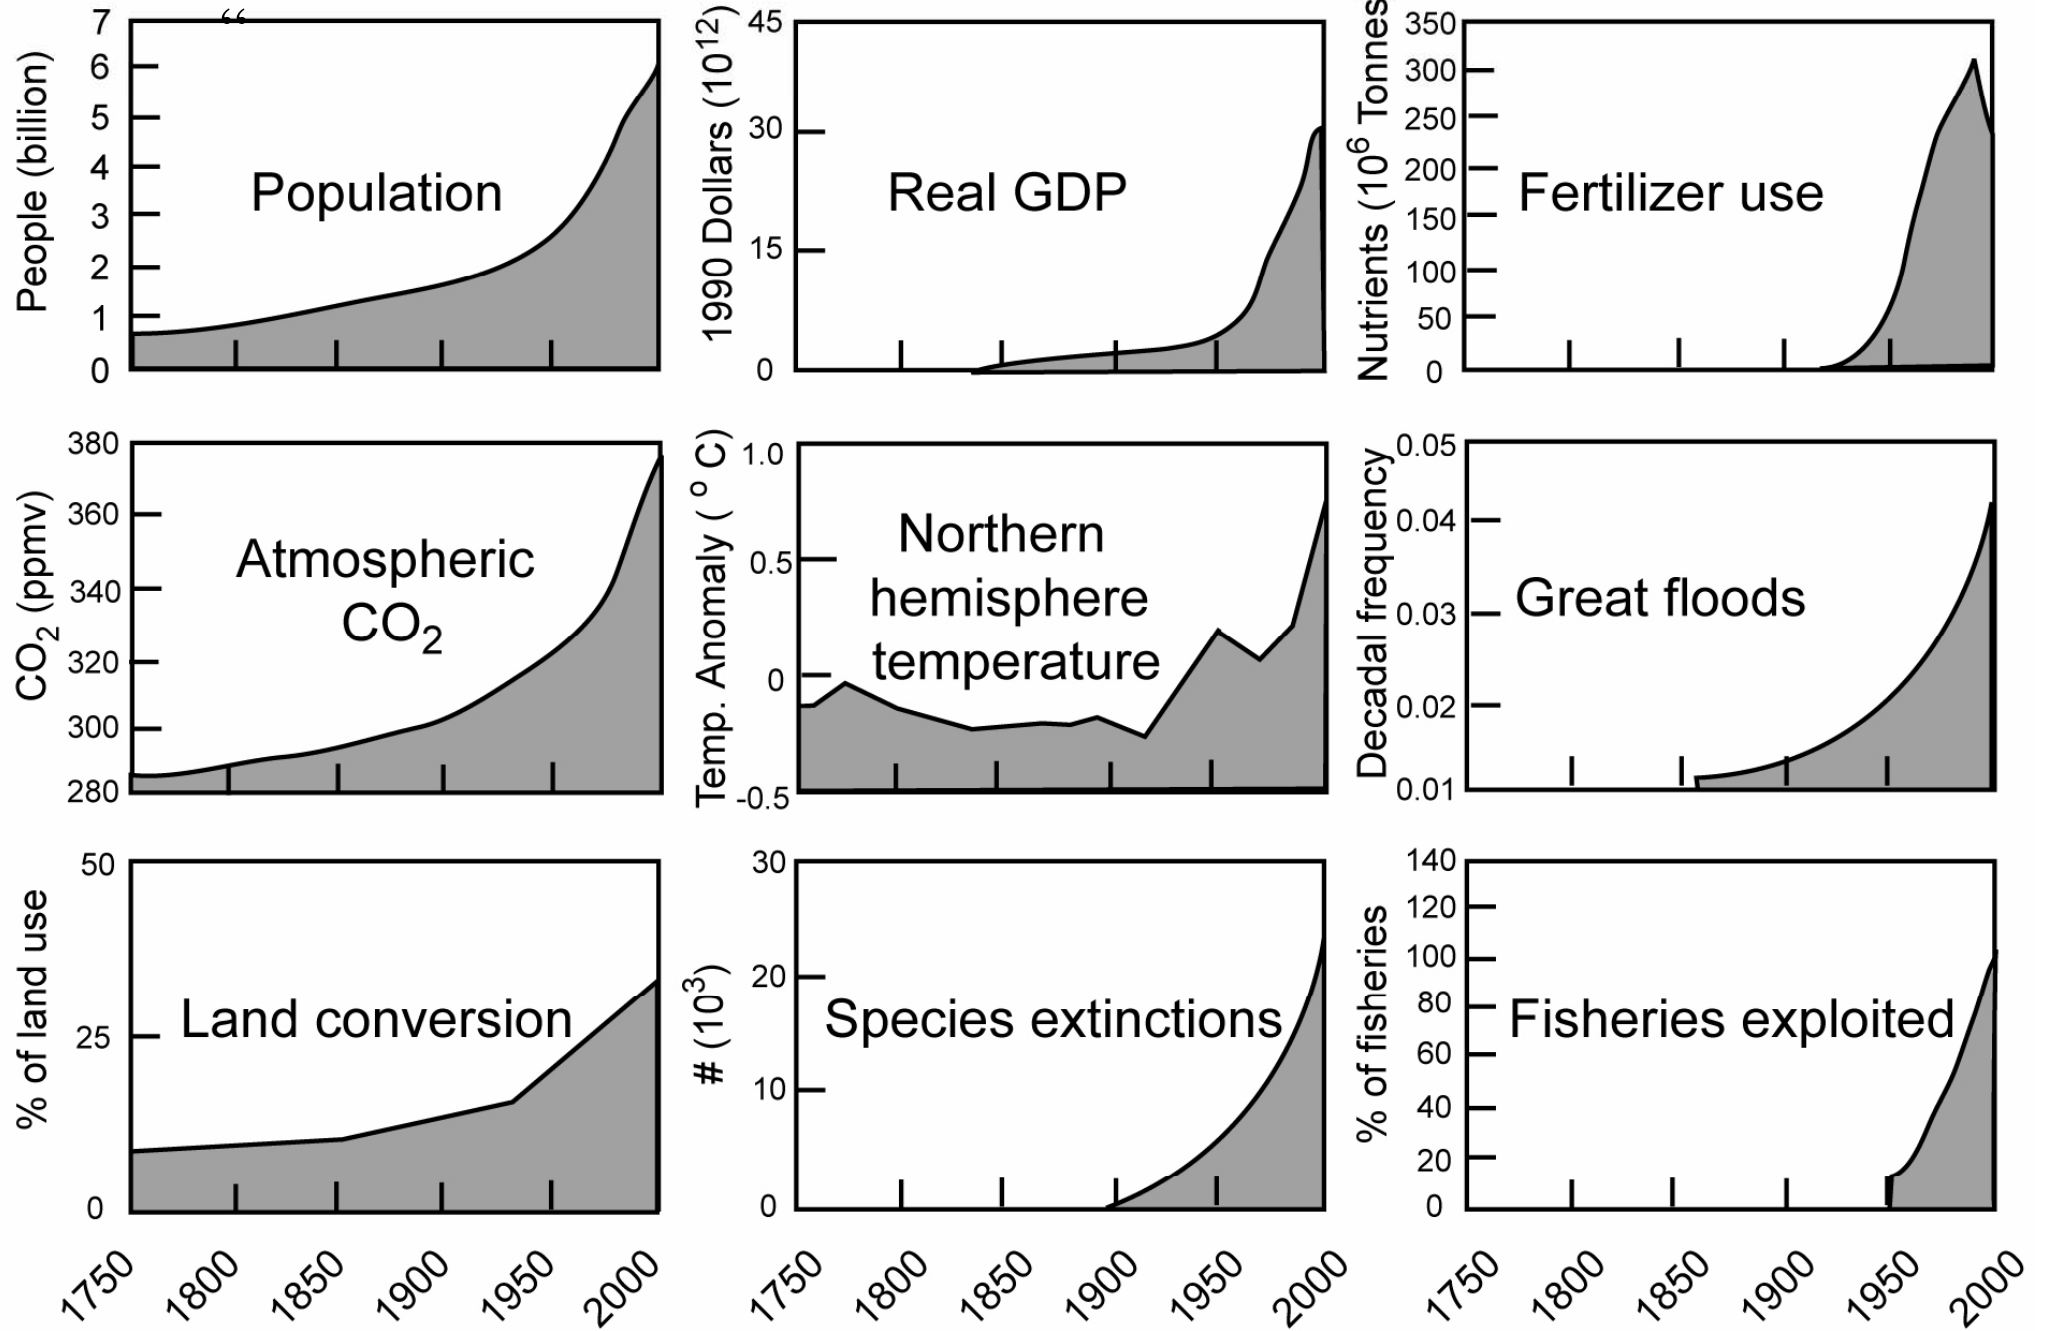 “
People (billion)
7
6
5
4
3
2
1
0
Population
1990 Dollars (10¹²)
45
30
15
0
Real GDP
Nutrients (10⁶ Tonnes
350
300
250
200
150
100
50
0
Fertilizer use
CO₂ (ppmv)
380
360
340
320
300
280
Atmospheric
CO₂
Temp. Anomaly (° C)
1.0
0.5
0
-0.5
Northern
hemisphere
temperature
Decadal frequency
0.05
0.04
0.03
0.02
0.01
Great floods
% of land use
50
25
0
Land conversion
# (10³)
30
20
10
0
Species extinctions
% of fisheries
140
120
100
80
60
40
20
0
Fisheries exploited
1750 1800 1850 1900 1950 2000
1750 1800 1850 1900 1950 2000
1750 1800 1850 1900 1950 2000